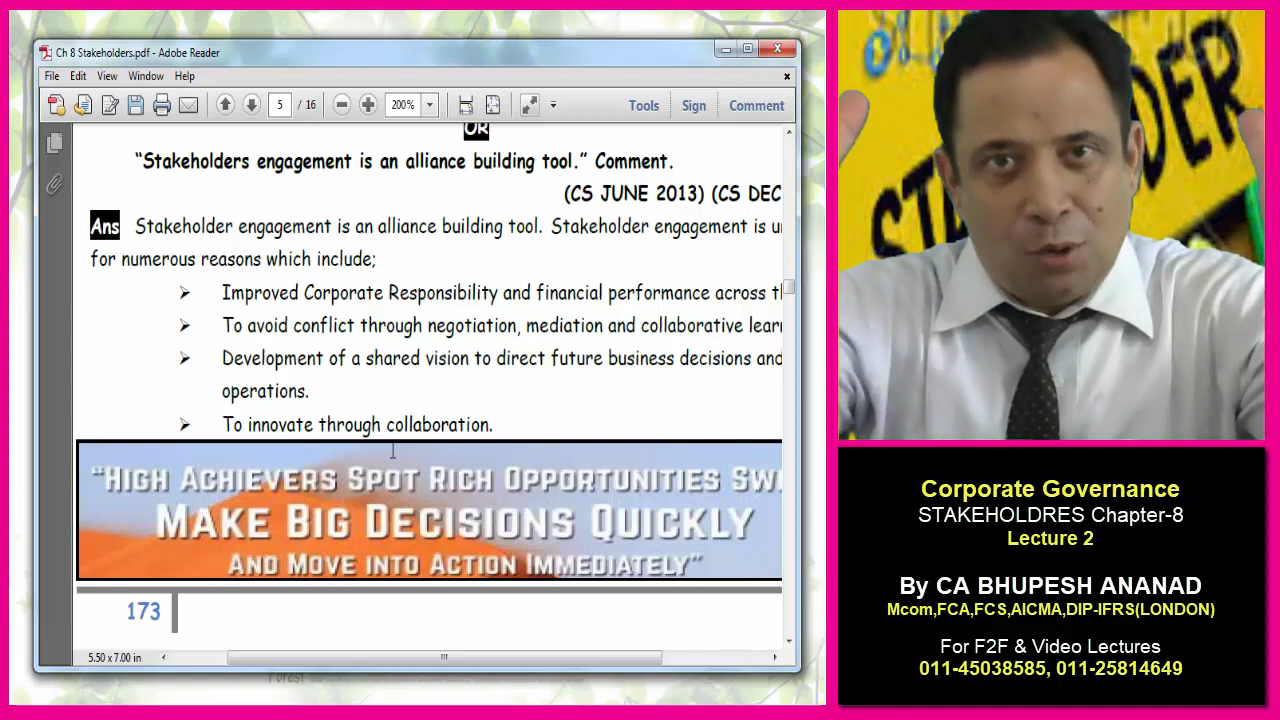 Ch 8 Stakeholders.pdf - Adobe Reader
File Edit View Window Help
5 / 16 200% Tools Sign Comment
OR
“Stakeholders engagement is an alliance building tool.” Comment.
(CS JUNE 2013) (CS DEC
Ans Stakeholder engagement is an alliance building tool. Stakeholder engagement is u
for numerous reasons which include;
➢ Improved Corporate Responsibility and financial performance across t
➢ To avoid conflict through negotiation, mediation and collaborative lear
➢ Development of a shared vision to direct future business decisions and
operations.
➢ To innovate through collaboration.
“HIGH ACHIEVERS SPOT RICH OPPORTUNITIES SW
MAKE BIG DECISIONS QUICKLY
AND MOVE INTO ACTION IMMEDIATELY”
173
5.50 x 7.00 in
Corporate Governance
STAKEHOLDRES Chapter-8
Lecture 2
By CA BHUPESH ANANAD
Mcom,FCA,FCS,AICMA,DIP-IFRS(LONDON)
For F2F & Video Lectures
011-45038585, 011-25814649